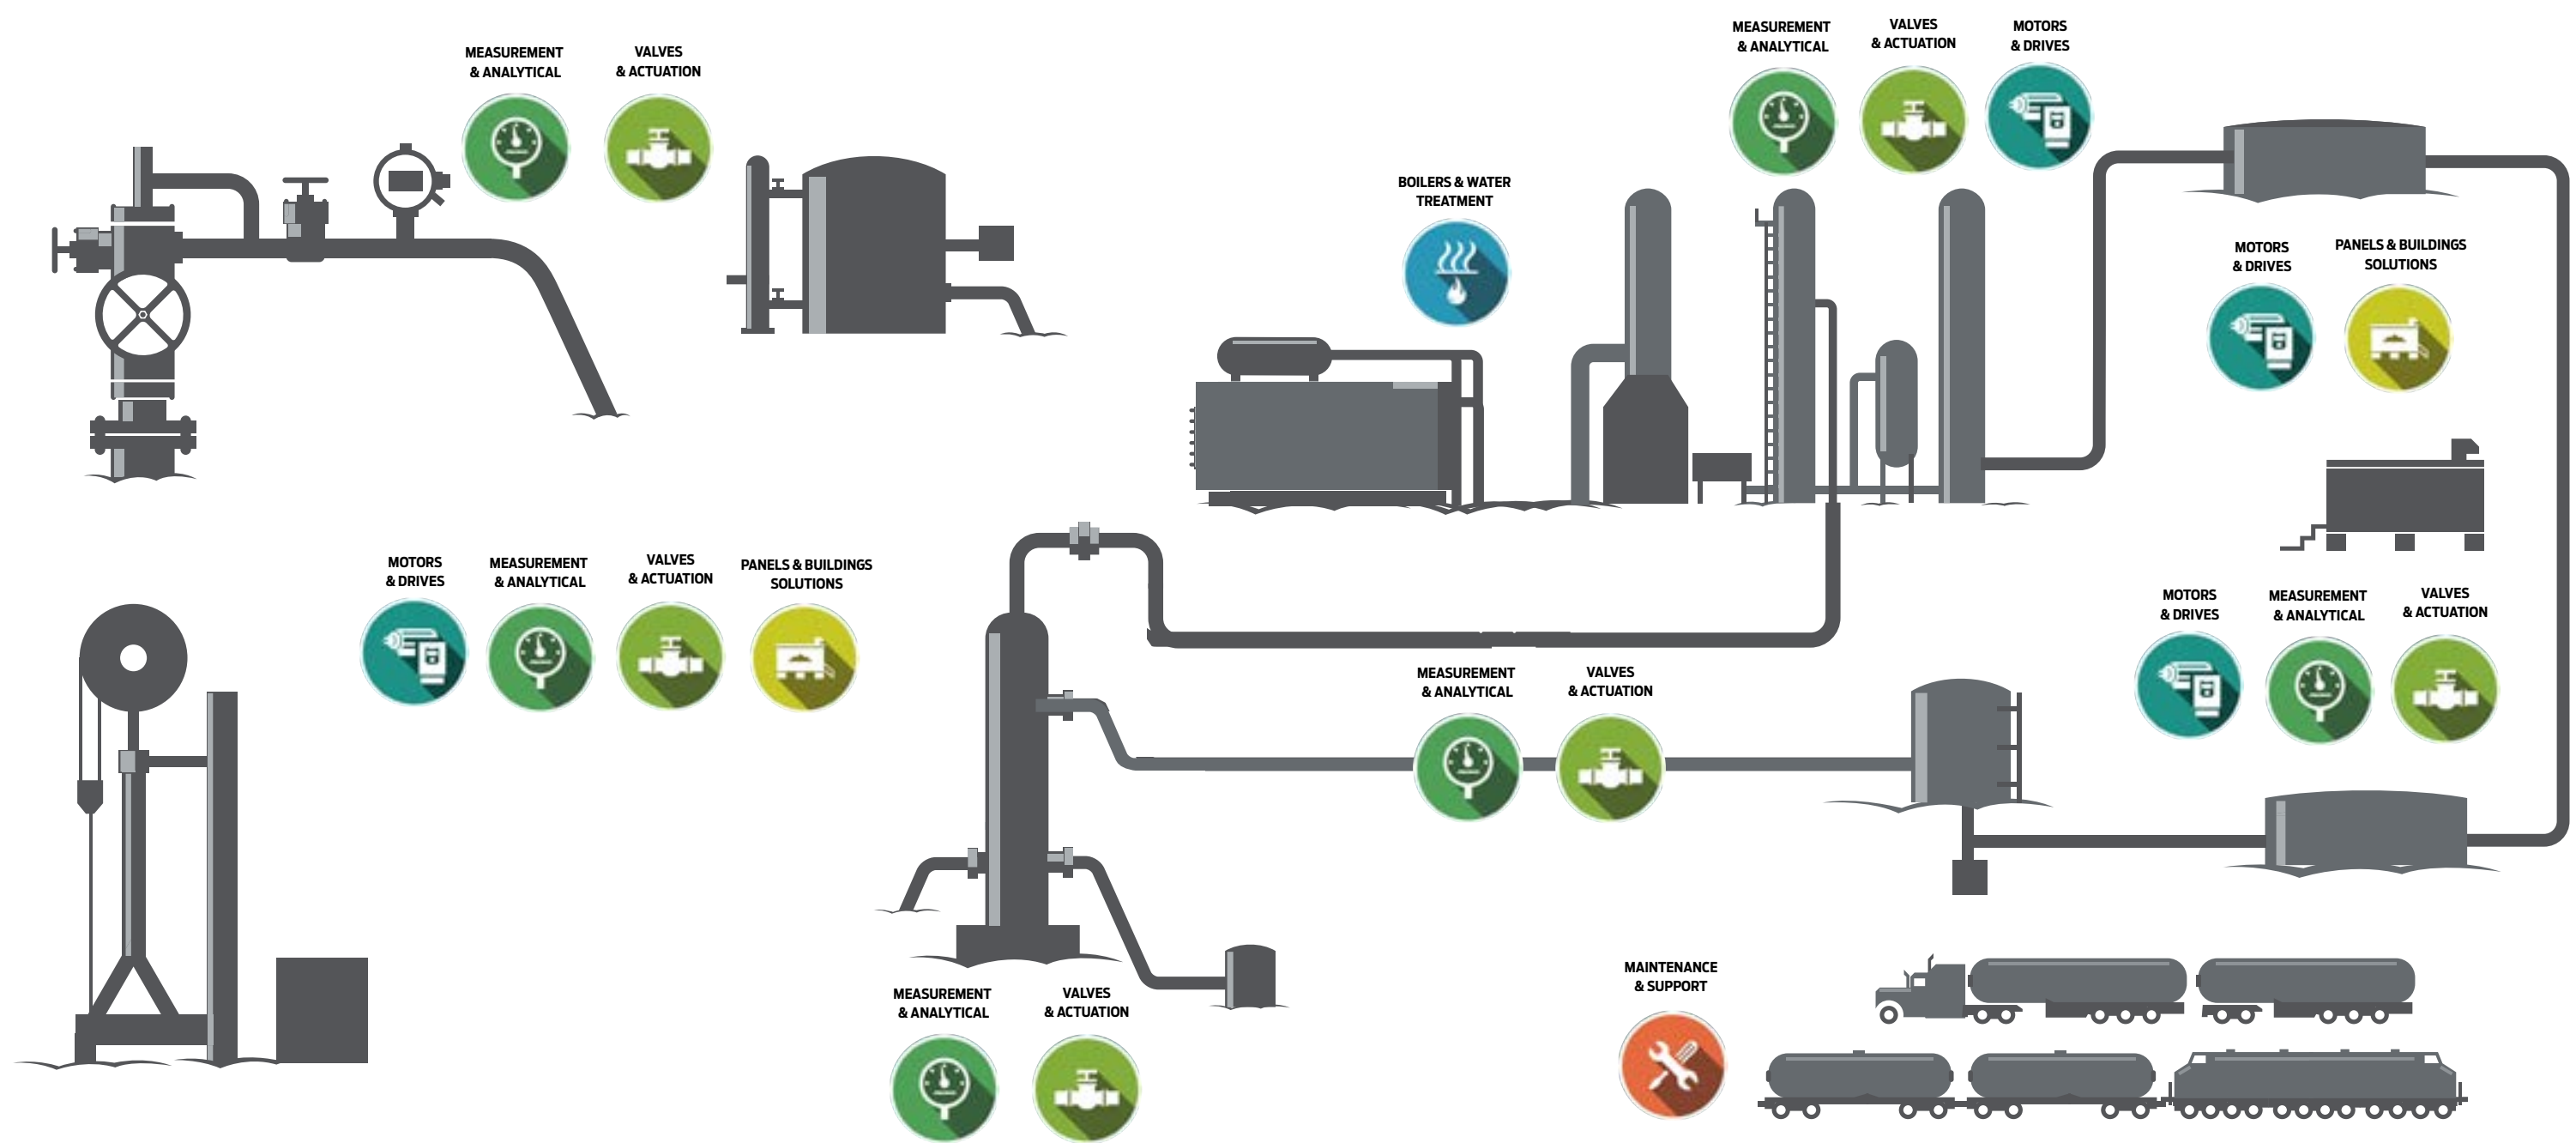 MEASUREMENT
& ANALYTICAL
VALVES
& ACTUATION
MEASUREMENT
& ANALYTICAL
VALVES
& ACTUATION
MOTORS
& DRIVES
BOILERS & WATER
TREATMENT
MOTORS
& DRIVES
PANELS & BUILDINGS
SOLUTIONS
MOTORS
& DRIVES
MEASUREMENT
& ANALYTICAL
VALVES
& ACTUATION
PANELS & BUILDINGS
SOLUTIONS
MOTORS
& DRIVES
MEASUREMENT
& ANALYTICAL
VALVES
& ACTUATION
MEASUREMENT
& ANALYTICAL
VALVES
& ACTUATION
MEASUREMENT
& ANALYTICAL
VALVES
& ACTUATION
MAINTENANCE
& SUPPORT